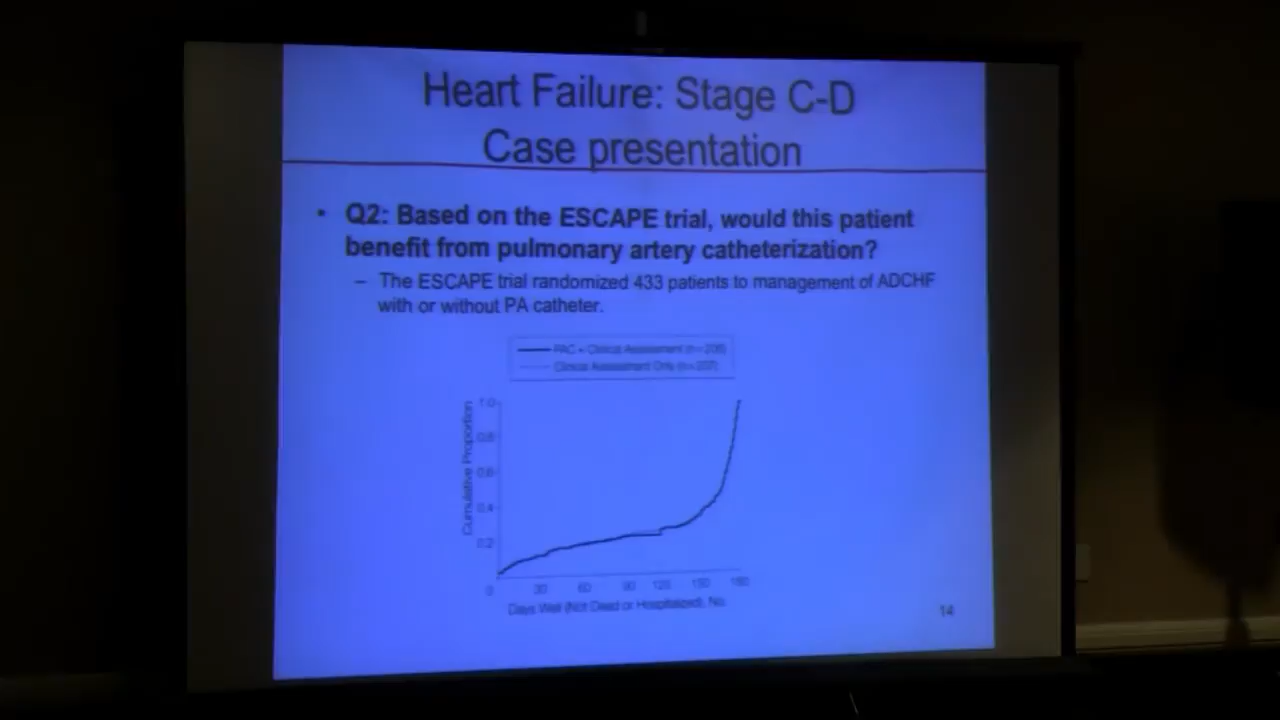 Heart Failure: Stage C-D
Case presentation
• Q2: Based on the ESCAPE trial, would this patient
benefit from pulmonary artery catheterization?
– The ESCAPE trial randomized 433 patients to management of ADCHF
with or without PA catheter.
PAC + Clinical Assessment (n=206)
Clinical Assessment Only (n=207)
Cumulative Proportion
1.0
0.8
0.6
0.4
0.2
0 30 60 90 120 150 180
Days Well (Not Dead or Hospitalized), No.
14